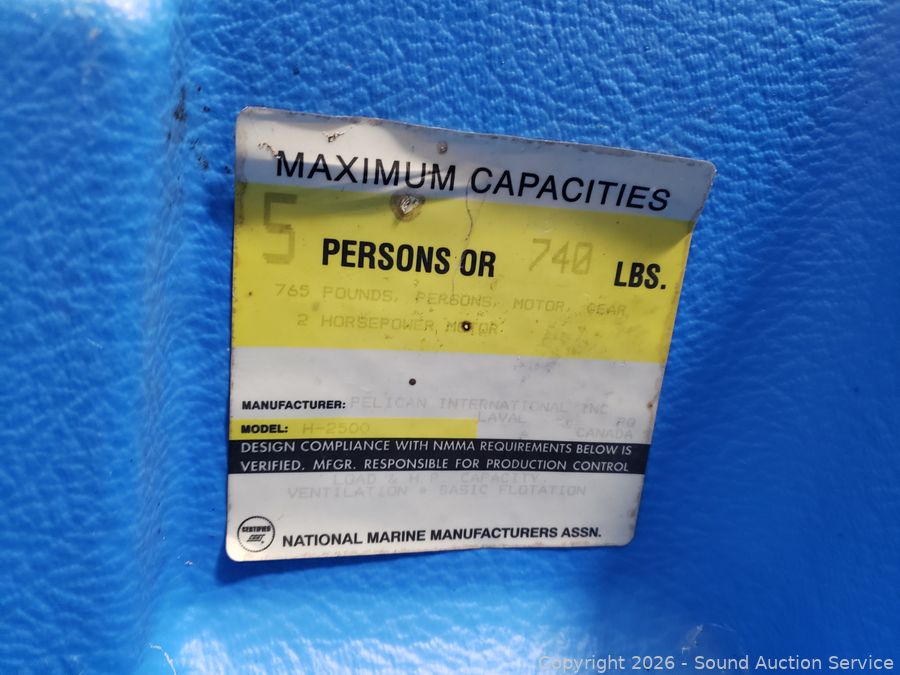 MAXIMUM CAPACITIES
5 PERSONS OR 740 LBS.
765 POUNDS, PERSONS, MOTOR, GEAR
2 HORSEPOWER MOTOR
MANUFACTURER: PELICAN INTERNATIONAL INC
LAVAL PQ
MODEL: H-2500 CANADA
DESIGN COMPLIANCE WITH NMMA REQUIREMENTS BELOW IS
VERIFIED. MFGR. RESPONSIBLE FOR PRODUCTION CONTROL
LOAD & H.P. CAPACITY
VENTILATION * BASIC FLOTATION
CERTIFIED
NATIONAL MARINE MANUFACTURERS ASSN.
Copyright 2026 - Sound Auction Service